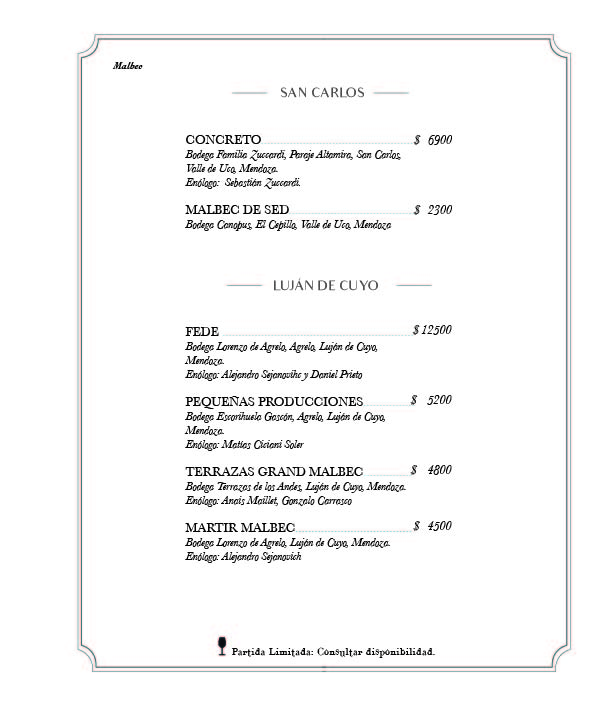 Malbec
SAN CARLOS
CONCRETO $ 6900
Bodega Familia Zuccardi, Paraje Altamira, San Carlos,
Valle de Uco, Mendoza.
Enólogo: Sebastián Zuccardi.
MALBEC DE SED $ 2300
Bodega Canopus, El Cepillo, Valle de Uco, Mendoza
LUJÁN DE CUYO
FEDE $ 12500
Bodega Lorenzo de Agrelo, Agrelo, Luján de Cuyo,
Mendoza.
Enólogo: Alejandro Sejanovihc y Daniel Prieto
PEQUEÑAS PRODUCCIONES $ 5200
Bodega Escorihuela Gascón, Agrelo, Luján de Cuyo,
Mendoza.
Enólogo: Matías Ciciani Soler
TERRAZAS GRAND MALBEC $ 4800
Bodega Terrazas de los Andes, Luján de Cuyo, Mendoza.
Enólogo: Anais Maillet, Gonzalo Carrasco
MARTIR MALBEC $ 4500
Bodega Lorenzo de Agrelo, Luján de Cuyo, Mendoza.
Enólogo: Alejandro Sejanovich
Partida Limitada: Consultar disponibilidad.